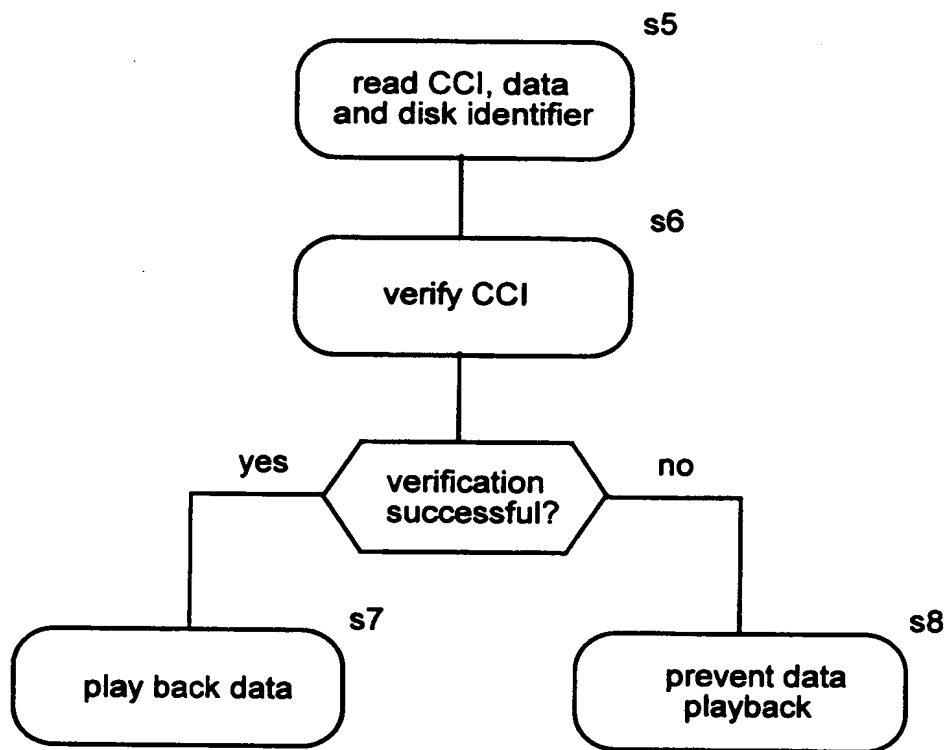 s5
read CCI, data
and disk identifier
s6
verify CCI
yes
no
verification
successful?
s7
s8
play back data
prevent data
playback